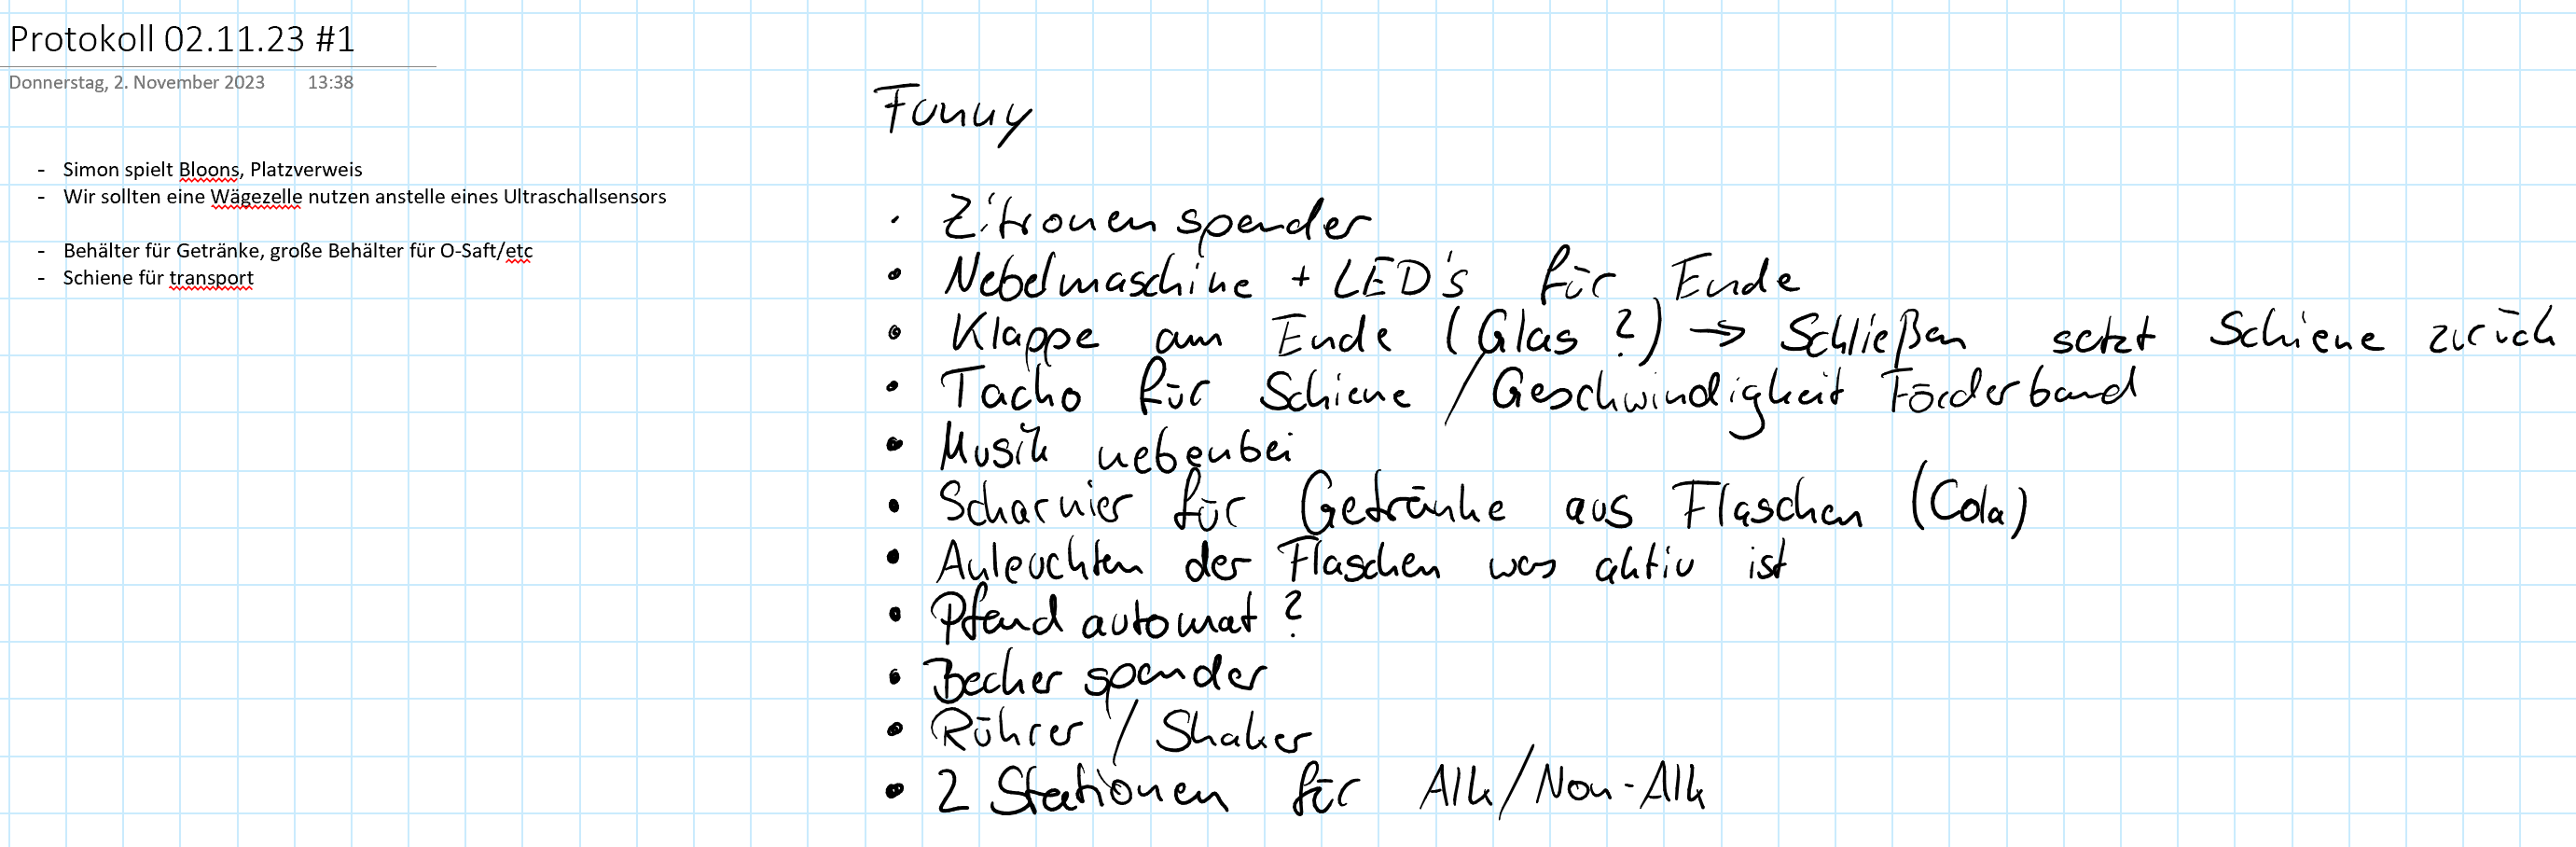 Protokoll 02.11.23 #1
Donnerstag, 2. November 2023 13:38
- Simon spielt Bloons, Platzverweis
- Wir sollten eine Wägezelle nutzen anstelle eines Ultraschallsensors
- Behälter für Getränke, große Behälter für O-Saft/etc
- Schiene für transport
Funny
• Zitronenspender
• Nebelmaschine + LED's für Ende
• Klappe am Ende (Glas ?) → Schließen setzt Schiene zurück
• Tacho für Schiene / Geschwindigkeit Förderband
• Musik nebenbei
• Scharnier für Getränke aus Flaschen (Cola)
• Anleuchten der Flaschen was aktiv ist
• Pfandautomat ?
• Becherspender
• Rührer / Shaker
• 2 Stationen für Alk/Non-Alk